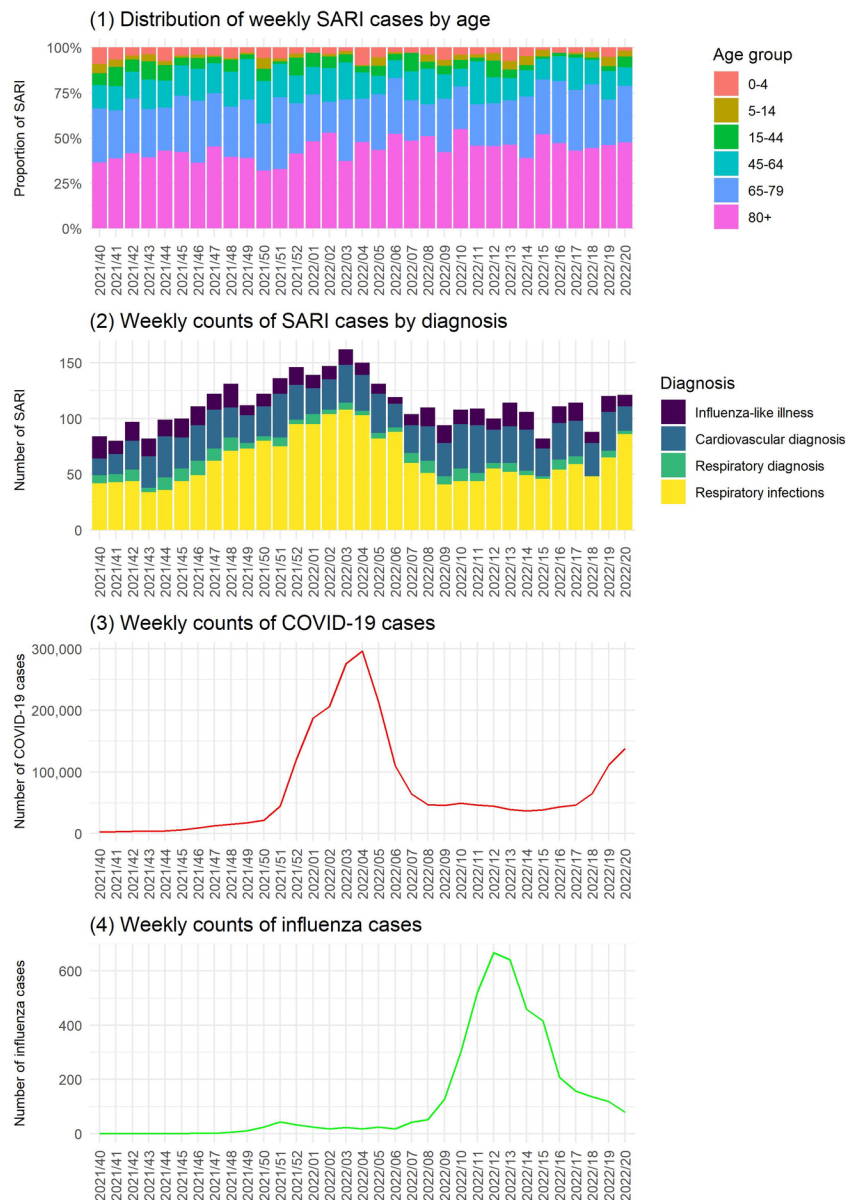 (1) Distribution of weekly SARI cases by age
Proportion of SARI
100%
75%
50%
25%
0%
2021/40 2021/41 2021/42 2021/43 2021/44 2021/45 2021/46 2021/47 2021/48 2021/49 2021/50 2021/51 2021/52 2022/01 2022/02 2022/03 2022/04 2022/05 2022/06 2022/07 2022/08 2022/09 2022/10 2022/11 2022/12 2022/13 2022/14 2022/15 2022/16 2022/17 2022/18 2022/19 2022/20
Age group
0-4
5-14
15-44
45-64
65-79
80+
(2) Weekly counts of SARI cases by diagnosis
Number of SARI
150
100
50
0
2021/40 2021/41 2021/42 2021/43 2021/44 2021/45 2021/46 2021/47 2021/48 2021/49 2021/50 2021/51 2021/52 2022/01 2022/02 2022/03 2022/04 2022/05 2022/06 2022/07 2022/08 2022/09 2022/10 2022/11 2022/12 2022/13 2022/14 2022/15 2022/16 2022/17 2022/18 2022/19 2022/20
Diagnosis
Influenza-like illness
Cardiovascular diagnosis
Respiratory diagnosis
Respiratory infections
(3) Weekly counts of COVID-19 cases
Number of COVID-19 cases
300,000
200,000
100,000
0
2021/40 2021/41 2021/42 2021/43 2021/44 2021/45 2021/46 2021/47 2021/48 2021/49 2021/50 2021/51 2021/52 2022/01 2022/02 2022/03 2022/04 2022/05 2022/06 2022/07 2022/08 2022/09 2022/10 2022/11 2022/12 2022/13 2022/14 2022/15 2022/16 2022/17 2022/18 2022/19 2022/20
(4) Weekly counts of influenza cases
Number of influenza cases
600
400
200
0
2021/40 2021/41 2021/42 2021/43 2021/44 2021/45 2021/46 2021/47 2021/48 2021/49 2021/50 2021/51 2021/52 2022/01 2022/02 2022/03 2022/04 2022/05 2022/06 2022/07 2022/08 2022/09 2022/10 2022/11 2022/12 2022/13 2022/14 2022/15 2022/16 2022/17 2022/18 2022/19 2022/20